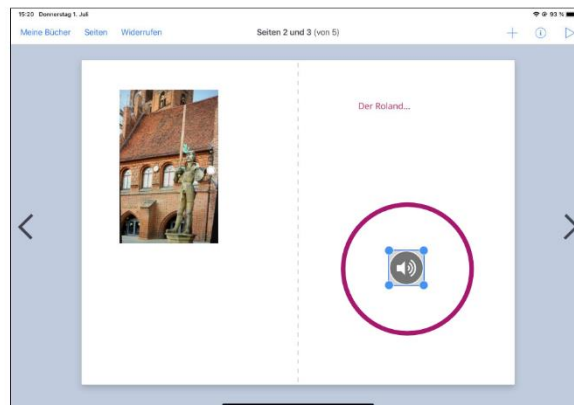 15:20 Donnerstag 1. Juli
93 %
Meine Bücher Seiten Widerrufen Seiten 2 und 3 (von 5)
Der Roland...